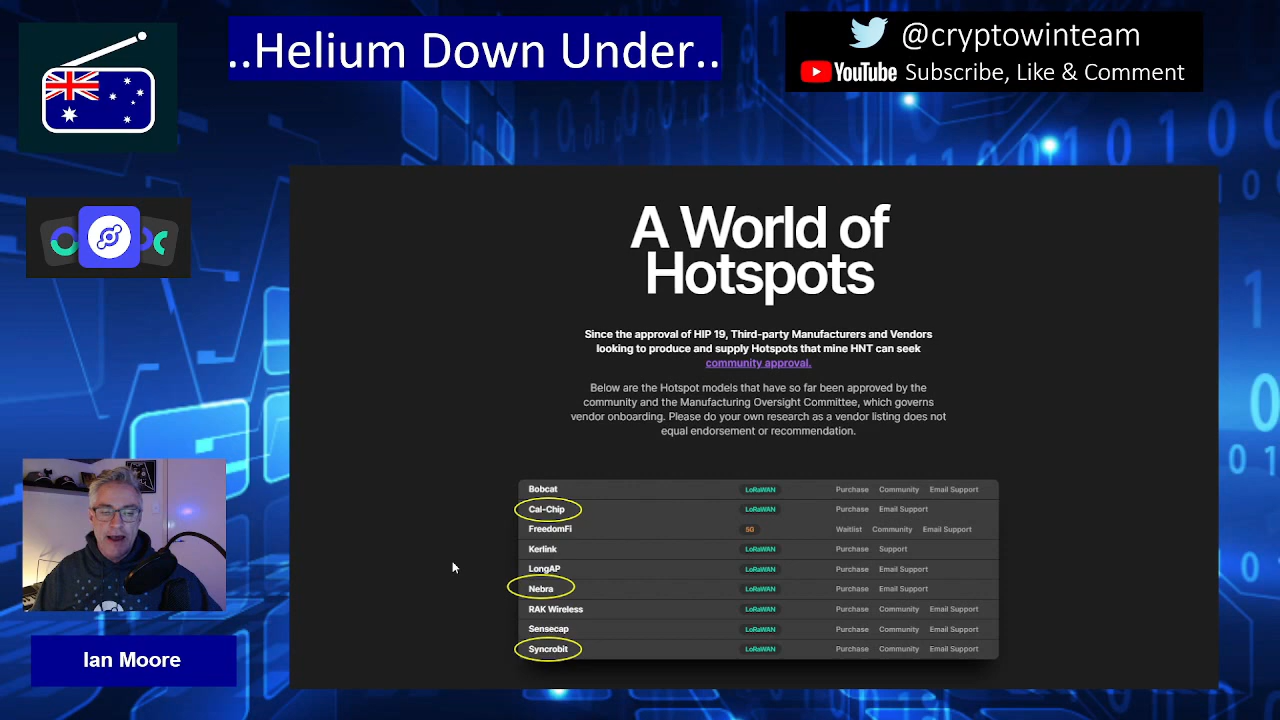 ..Helium Down Under..
@cryptowinteam
YouTube Subscribe, Like & Comment
A World of
Hotspots
Since the approval of HIP 19, Third-party Manufacturers and Vendors
looking to produce and supply Hotspots that mine HNT can seek
community approval.
Below are the Hotspot models that have so far been approved by the
community and the Manufacturing Oversight Committee, which governs
vendor onboarding. Please do your own research as a vendor listing does not
equal endorsement or recommendation.
Bobcat LoRaWAN Purchase Community Email Support
Cal-Chip LoRaWAN Purchase Email Support
FreedomFi 5G Waitlist Community Email Support
Kerlink LoRaWAN Purchase Support
LongAP LoRaWAN Purchase Email Support
Nebra LoRaWAN Purchase Email Support
RAK Wireless LoRaWAN Purchase Community Email Support
Sensecap LoRaWAN Purchase Community Email Support
Syncrobit LoRaWAN Purchase Community Email Support
Ian Moore